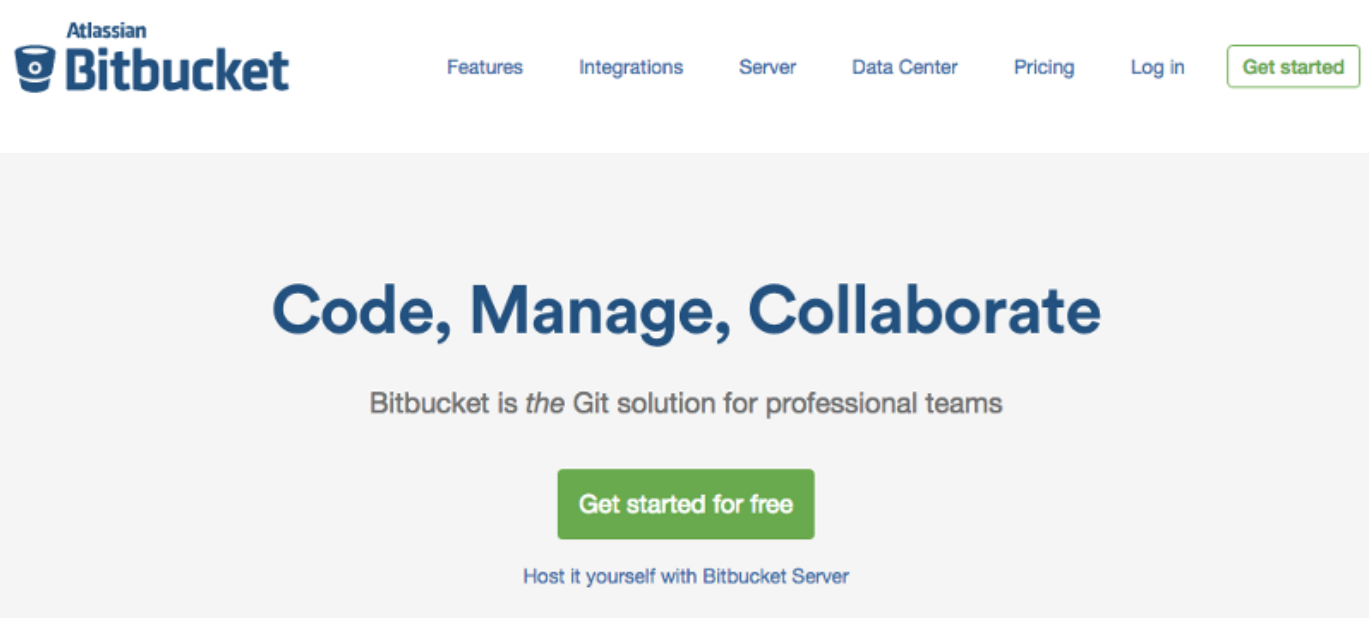 Atlassian
Bitbucket
Features Integrations Server Data Center Pricing Log in Get started
Code, Manage, Collaborate
Bitbucket is the Git solution for professional teams
Get started for free
Host it yourself with Bitbucket Server